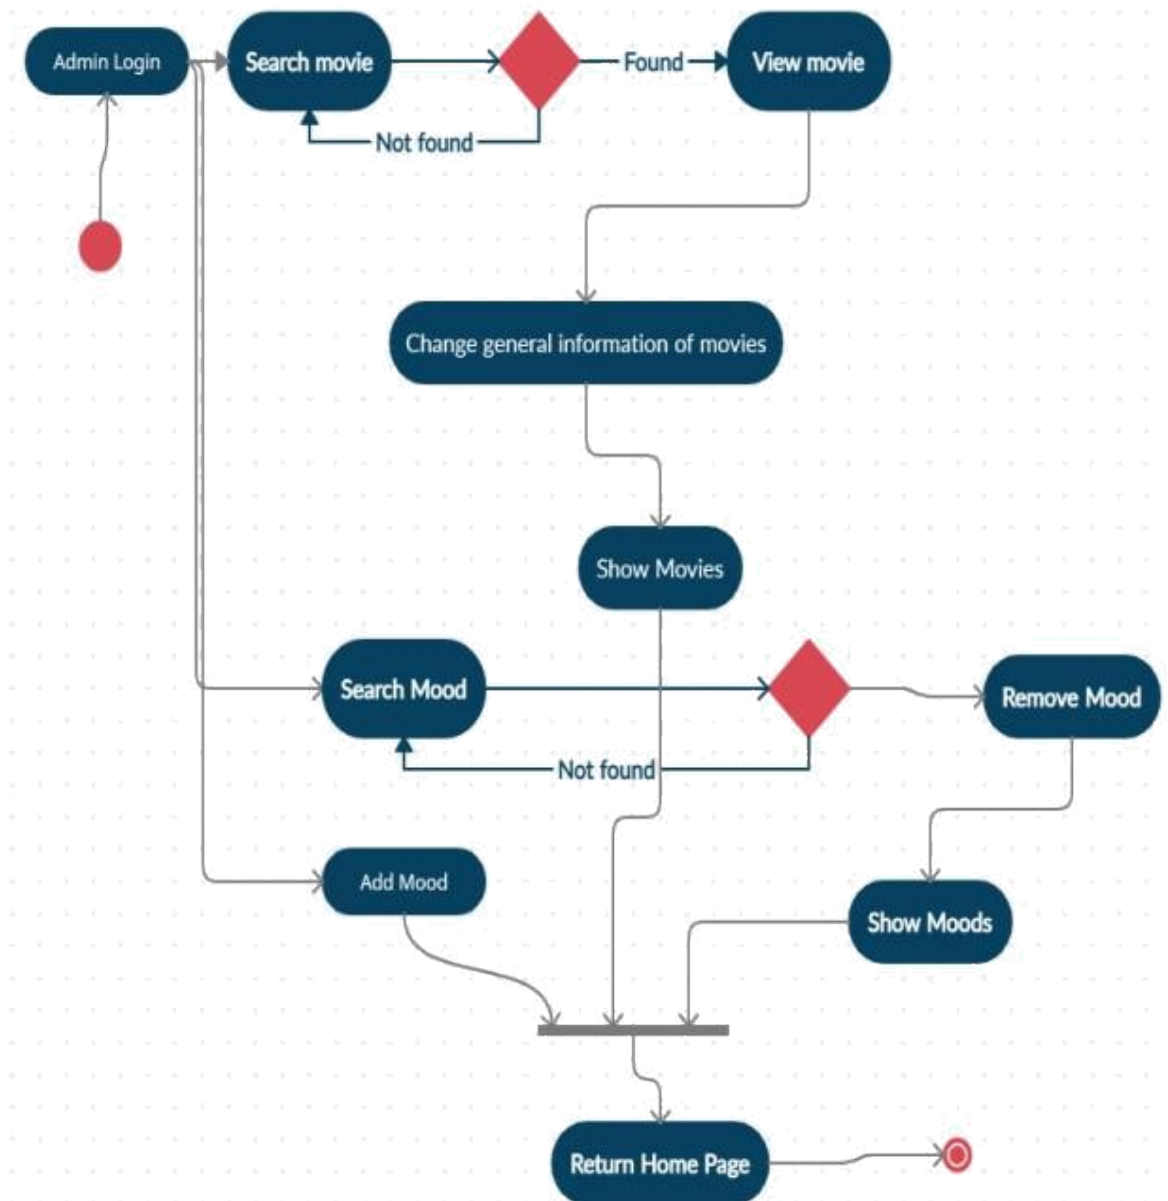 Admin Login
Search movie
Found
View movie
Not found
Change general information of movies
Show Movies
Search Mood
Remove Mood
Not found
Add Mood
Show Moods
Return Home Page